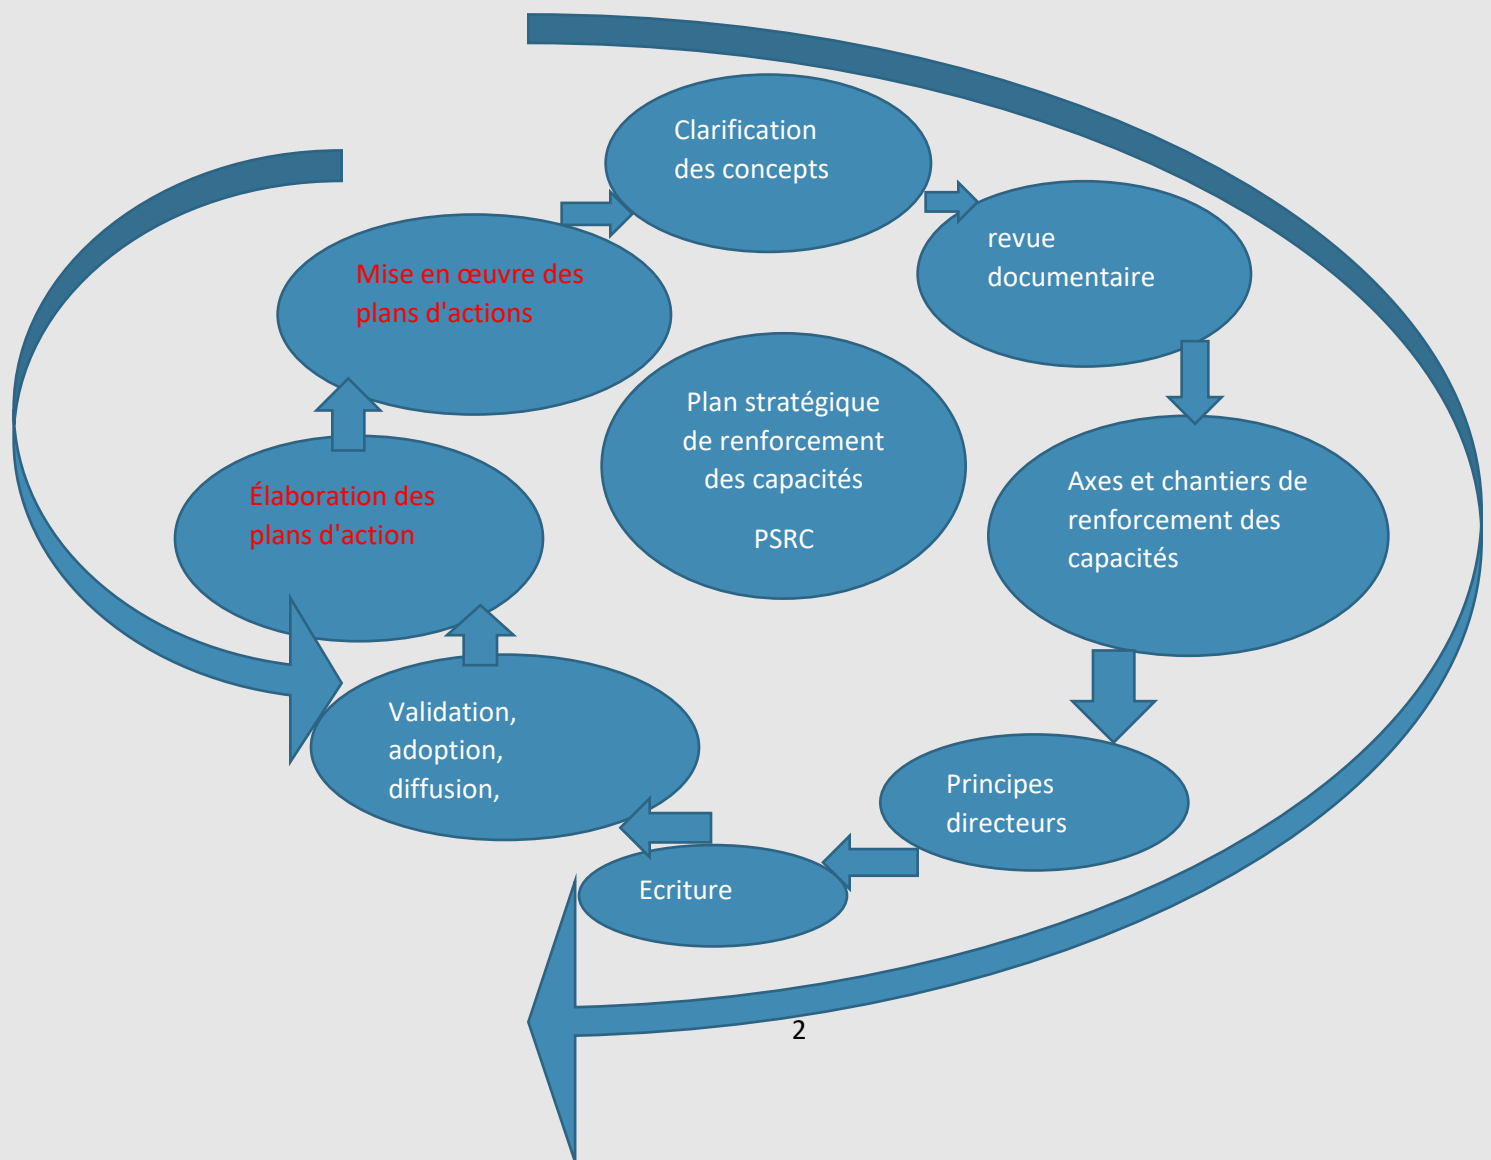 Clarification
des concepts
revue
documentaire
Mise en œuvre des
plans d'actions
Plan stratégique
de renforcement
des capacités
PSRC
Axes et chantiers de
renforcement des
capacités
Élaboration des
plans d'action
Validation,
adoption,
diffusion,
Principes
directeurs
Ecriture
2